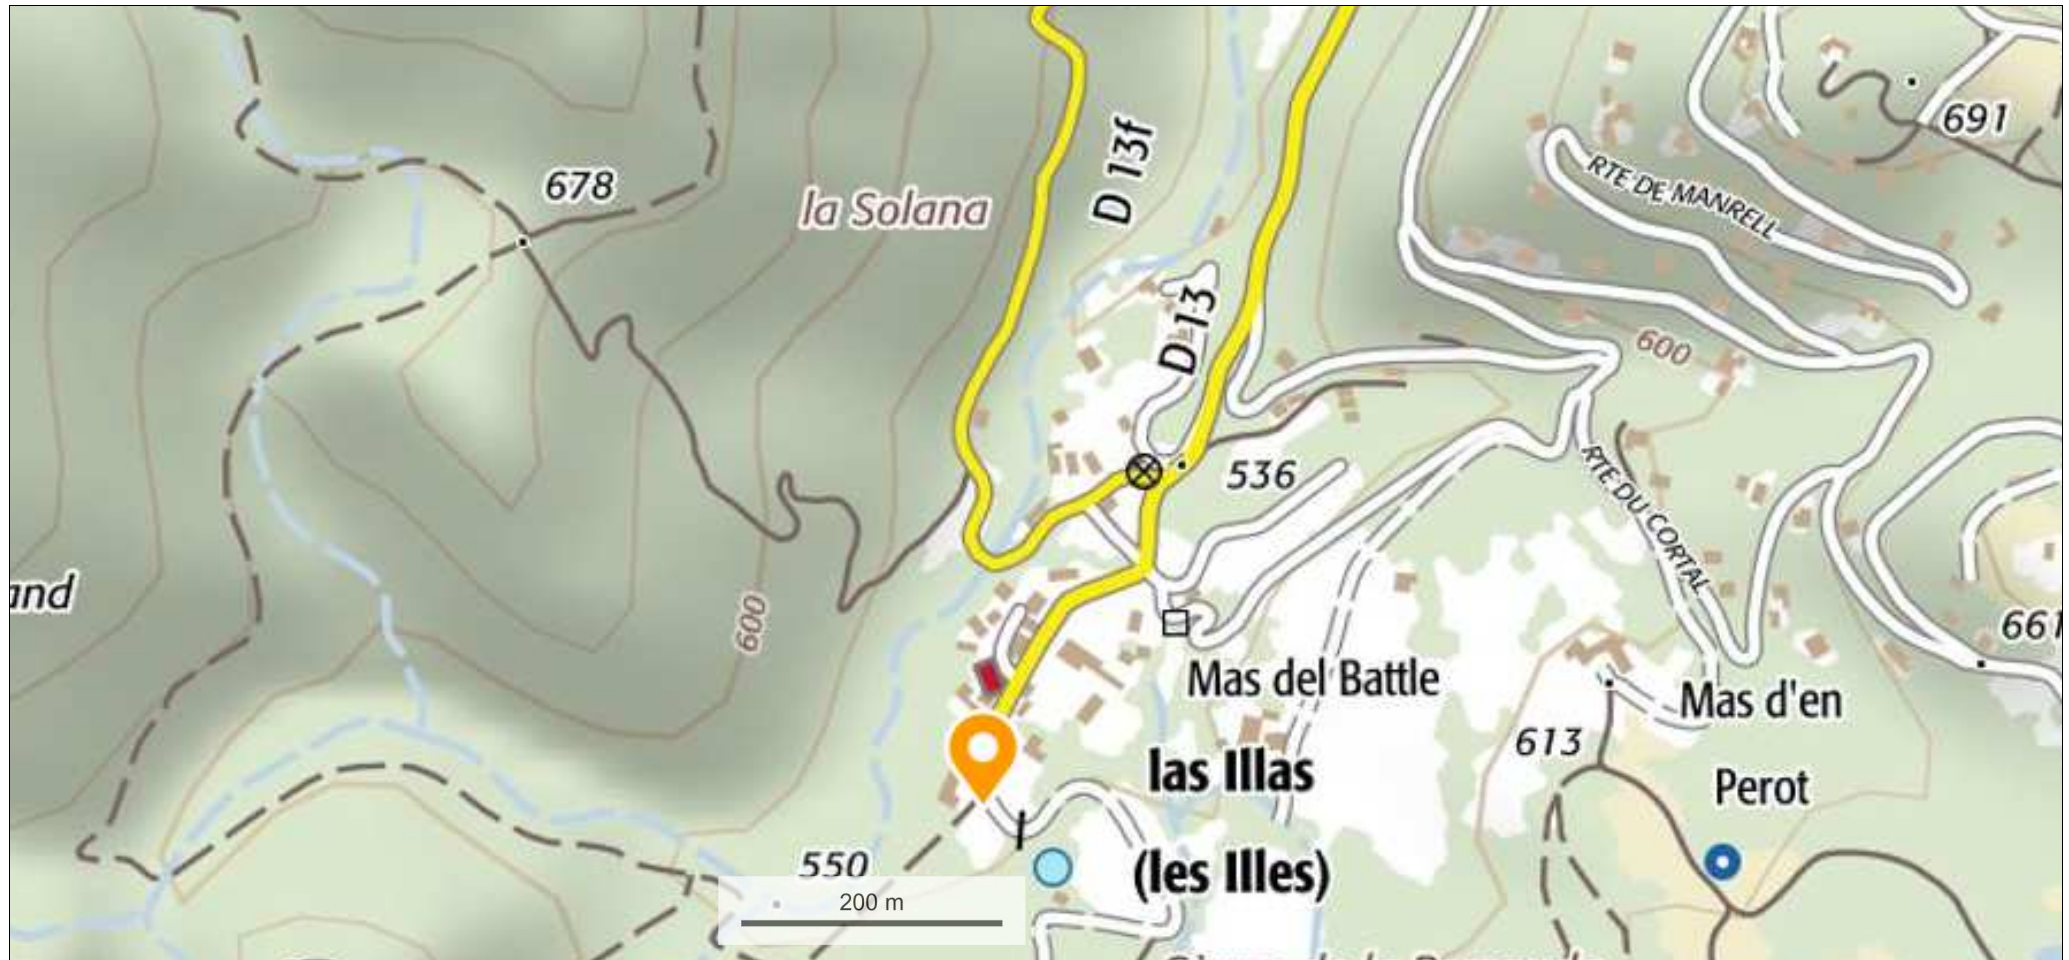 691
D 13f
RTE DE MANRELL
678
la Solana
D 13
600
536
RTE DU CORTAL
and
600
661
Mas del Battle
Mas d'en
Perot
613
las Illas
(les Illes)
550
200 m